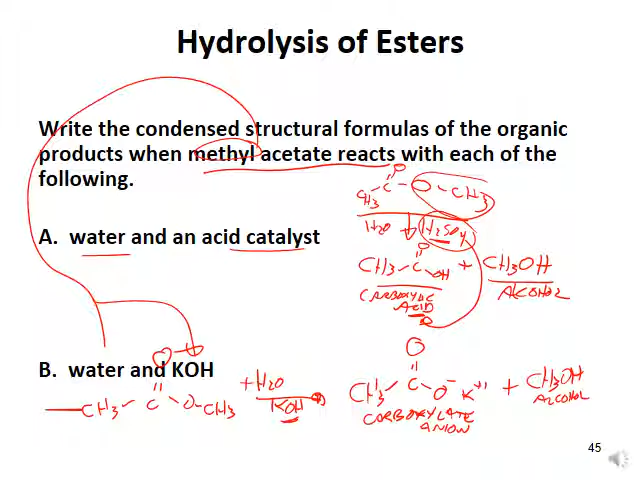 Hydrolysis of Esters
Write the condensed structural formulas of the organic
products when methyl acetate reacts with each of the
following.
O
CH3 - C - O - CH3
H2O H2SO4
A. water and an acid catalyst
O
CH3 - C - OH + CH3OH
CARBOXYLIC ACID
ALCOHOL
B. water and KOH
O
CH3 - C - O - CH3 + H2O
KOH
O
CH3 - C - O- K+ + CH3OH
CARBOXYLATE ANION
ALCOHOL
45